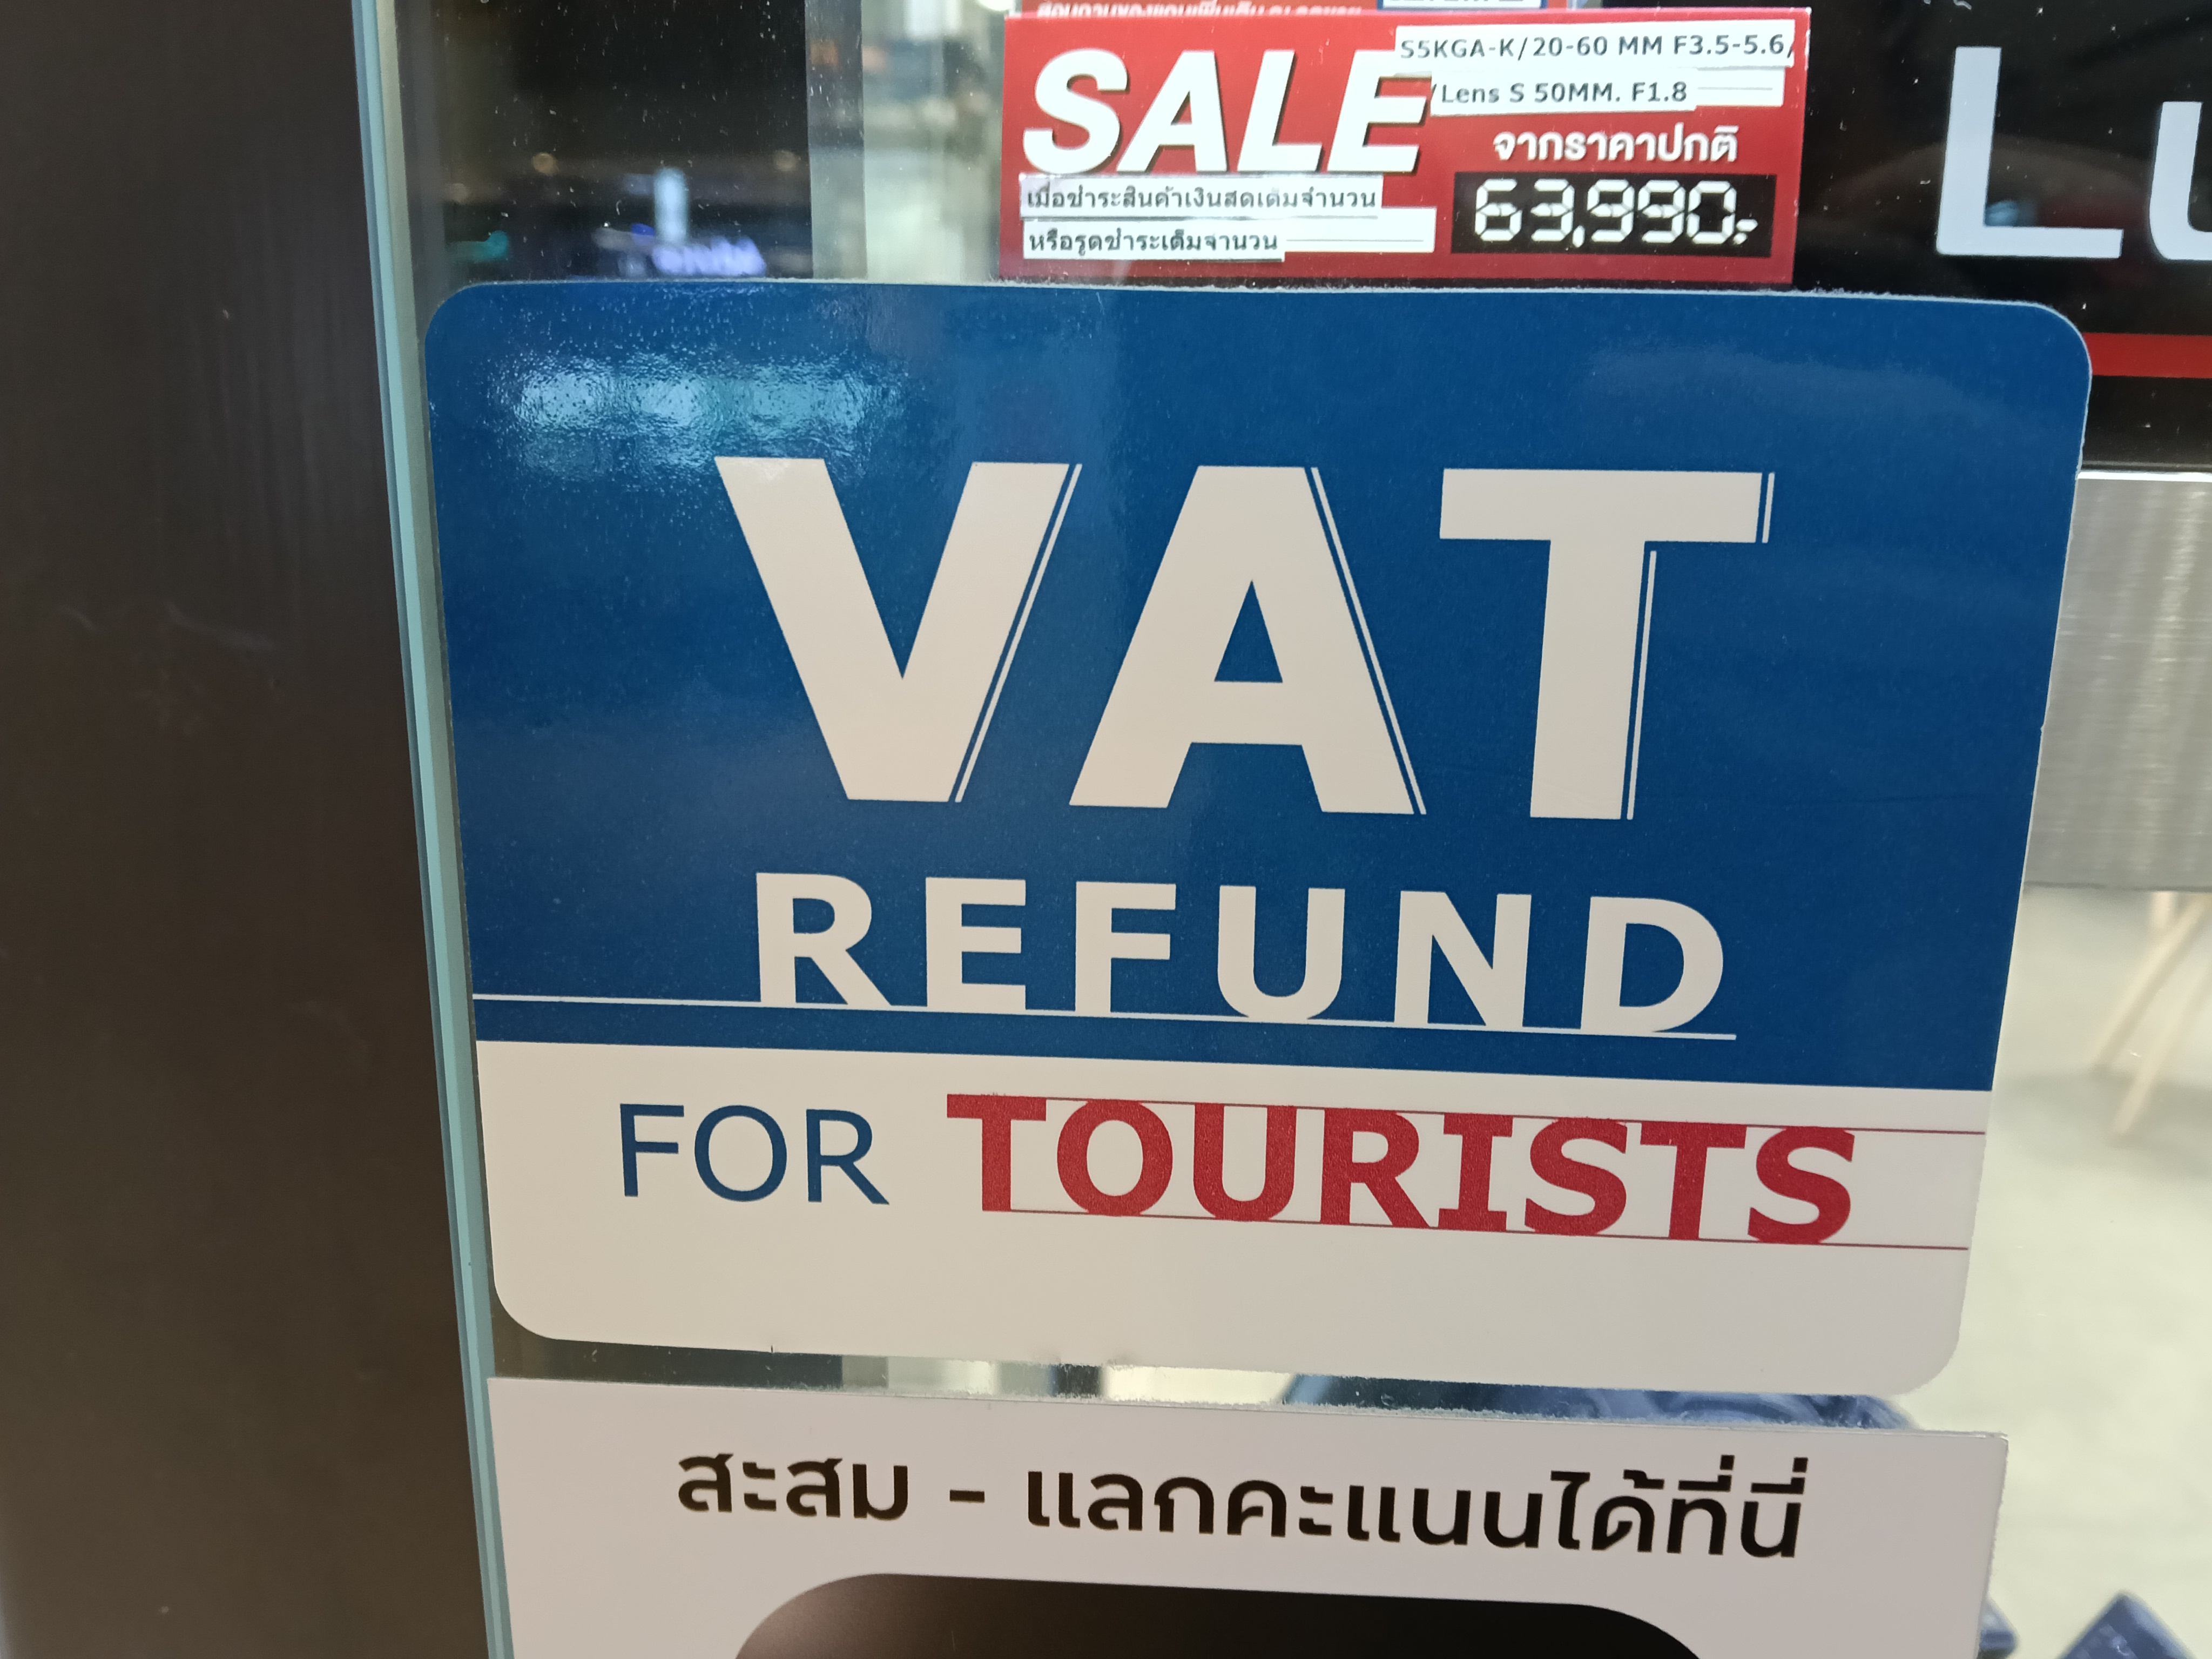 SALE
S5KGA-K/20-60 MM F3.5-5.6/
/Lens S 50MM. F1.8
จากราคาปกติ
63,990.-
เมื่อชำระสินค้าเงินสดเต็มจำนวน
หรือรูดชำระเต็มจำนวน
Lu
VAT
REFUND
FOR TOURISTS
สะสม - แลกคะแนนได้ที่นี่